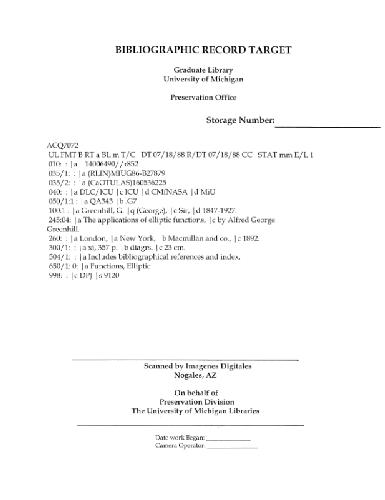 BIBLIOGRAPHIC RECORD TARGET
Graduate Library
University of Michigan
Preservation Office
Storage Number:
ACQ7072
UL FMT B RT a BL m T/C DT 07/18/88 R/DT 07/18/88 CC STAT mm E/L 1
010: : |a 14006490//r852
035/1: : |a (RLIN)MIUG86-B27879
035/2: : |a (CaOTULAS)160536225
040: : |a DLC/ICU |c ICU |d CMNASA |d MiU
050/1:1 : |a QA343 |b .G7
100:1 : |a Greenhill, G. |q (George), |c Sir, |d 1847-1927.
245:04: |a The applications of elliptic functions, |c by Alfred George
Greenhill.
260: : |a London, |a New York, |b Macmillan and co., |c 1892.
300/1: : |a xi, 357 p. |b diagrs. |c 23 cm.
504/1: : |a Includes bibliographical references and index.
650/1: 0: |a Functions, Elliptic
998: : |c DPJ |s 9120
Scanned by Imagenes Digitales
Nogales, AZ
On behalf of
Preservation Division
The University of Michigan Libraries
Date work Began:
Camera Operator: